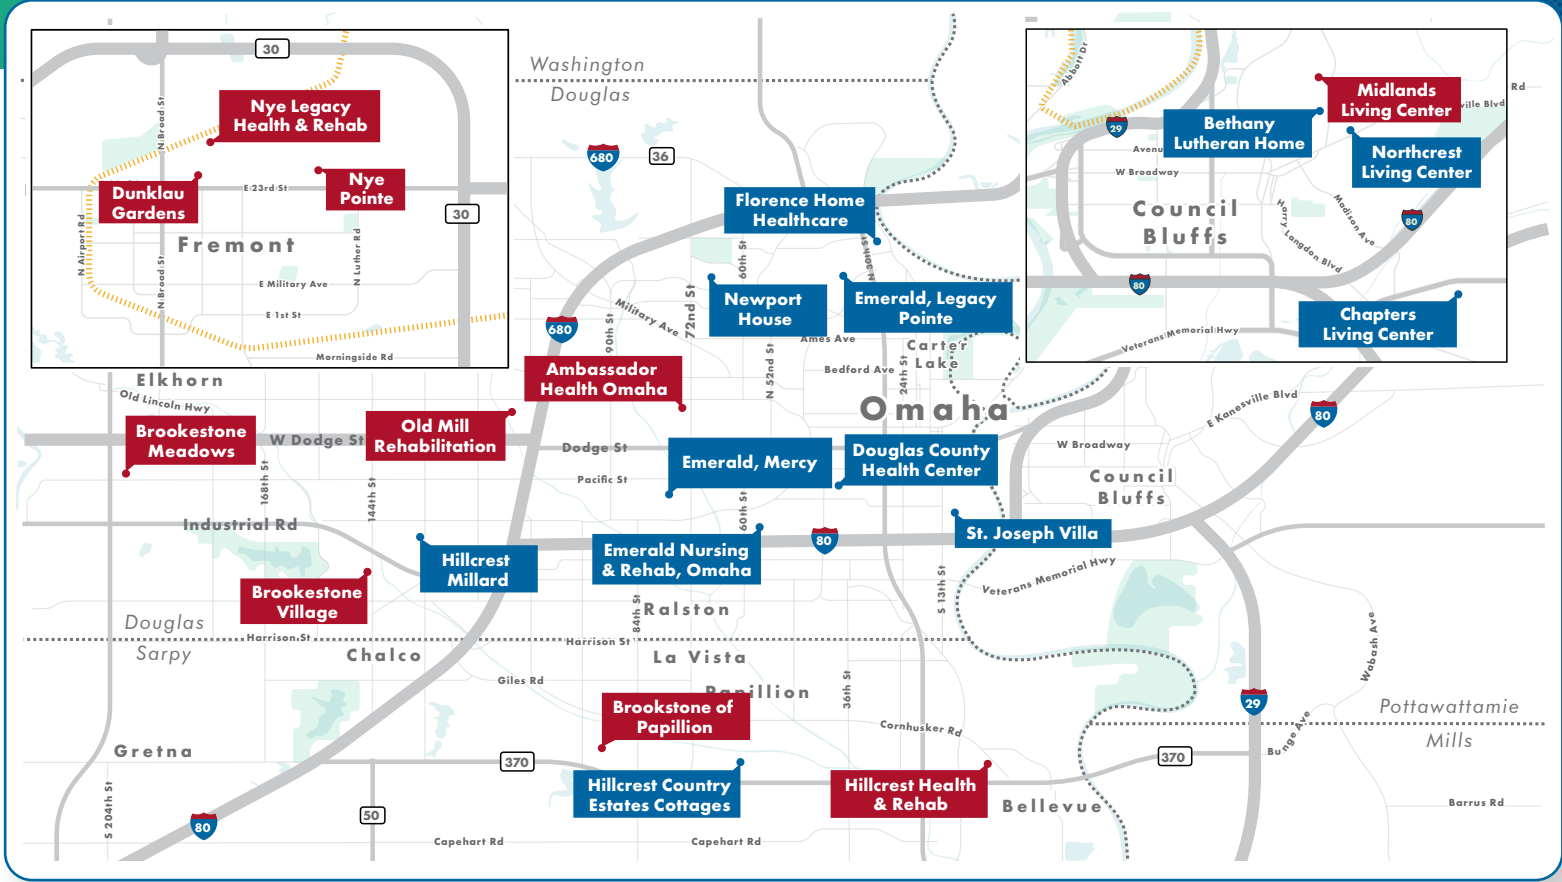 30
N Broad St
Nye Legacy
Health & Rehab
Dunklau
Gardens
E 23rd St
Nye
Pointe
30
N Airport Rd
Fremont
N Luther Rd
N Broad St
E Military Ave
E 1st St
Morningside Rd
Washington
Douglas
680
36
Florence Home
Healthcare
N 30th St
60th St
72nd St
Newport
House
Emerald, Legacy
Pointe
Military Ave
90th St
680
Ames Ave
Carter
Lake
N 52nd St
Bedford Ave
24th St
Omaha
Abbott Dr
29
Avenu
W Broadway
Bethany
Lutheran Home
Midlands
Living Center
ville Blvd
Rd
Northcrest
Living Center
Council
Bluffs
Harry Langdon Blvd
Madison Ave
80
80
Veterans Memorial Hwy
Chapters
Living Center
Elkhorn
Old Lincoln Hwy
Brookestone
Meadows
W Dodge St
Old Mill
Rehabilitation
Ambassador
Health Omaha
168th St
144th St
Dodge St
Pacific St
Emerald, Mercy
Douglas County
Health Center
60th St
E Kanesville Blvd
80
W Broadway
Council
Bluffs
Industrial Rd
Hillcrest
Millard
Emerald Nursing
& Rehab, Omaha
80
St. Joseph Villa
Veterans Memorial Hwy
S 13th St
Brookestone
Village
84th St
Ralston
Douglas
Sarpy
Harrison St
Harrison St
Chalco
La Vista
Giles Rd
Papillion
36th St
Brookstone of
Papillion
Cornhusker Rd
Wabash Ave
29
Pottawattamie
Mills
Bunge Ave
Gretna
370
370
Hillcrest Country
Estates Cottages
Hillcrest Health
& Rehab
Bellevue
Barrus Rd
S 204th St
80
50
Capehart Rd
Capehart Rd